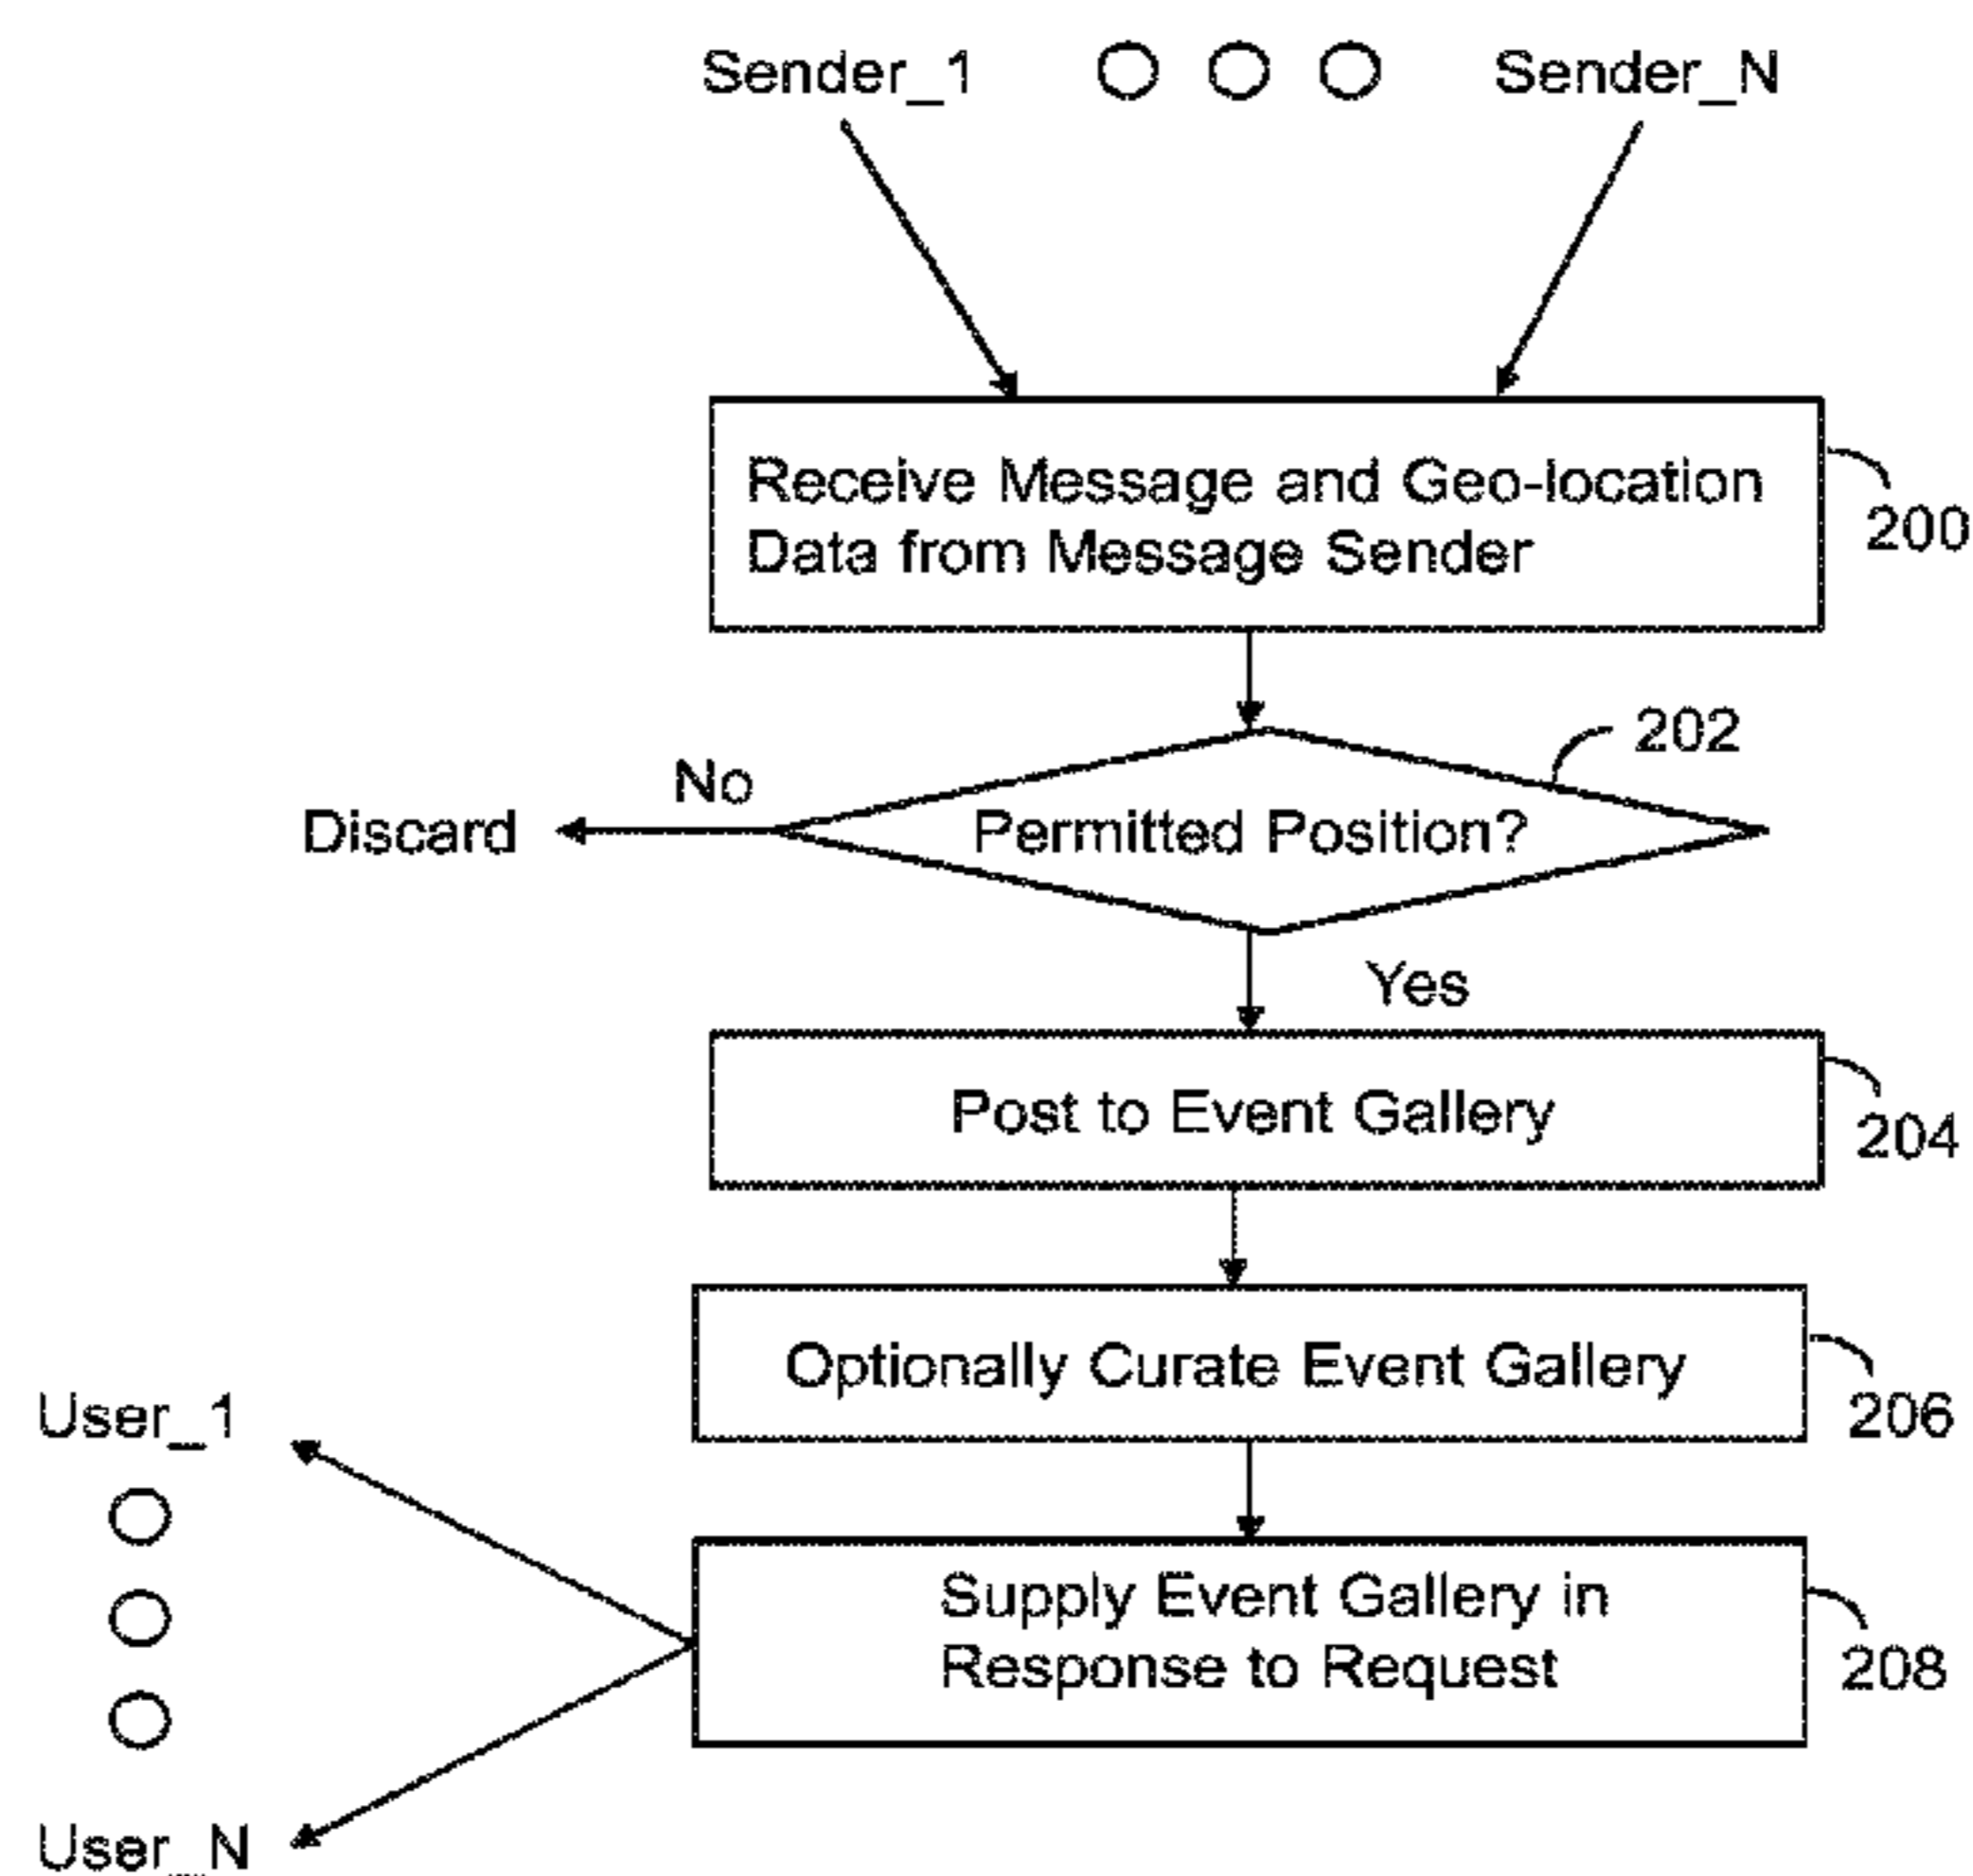 Sender_1
Sender_N
Receive Message and Geo-location
Data from Message Sender
200
202
No
Discard
Permitted Position?
Yes
Post to Event Gallery
204
Optionally Curate Event Gallery
206
User_1
Supply Event Gallery in
Response to Request
208
User_N